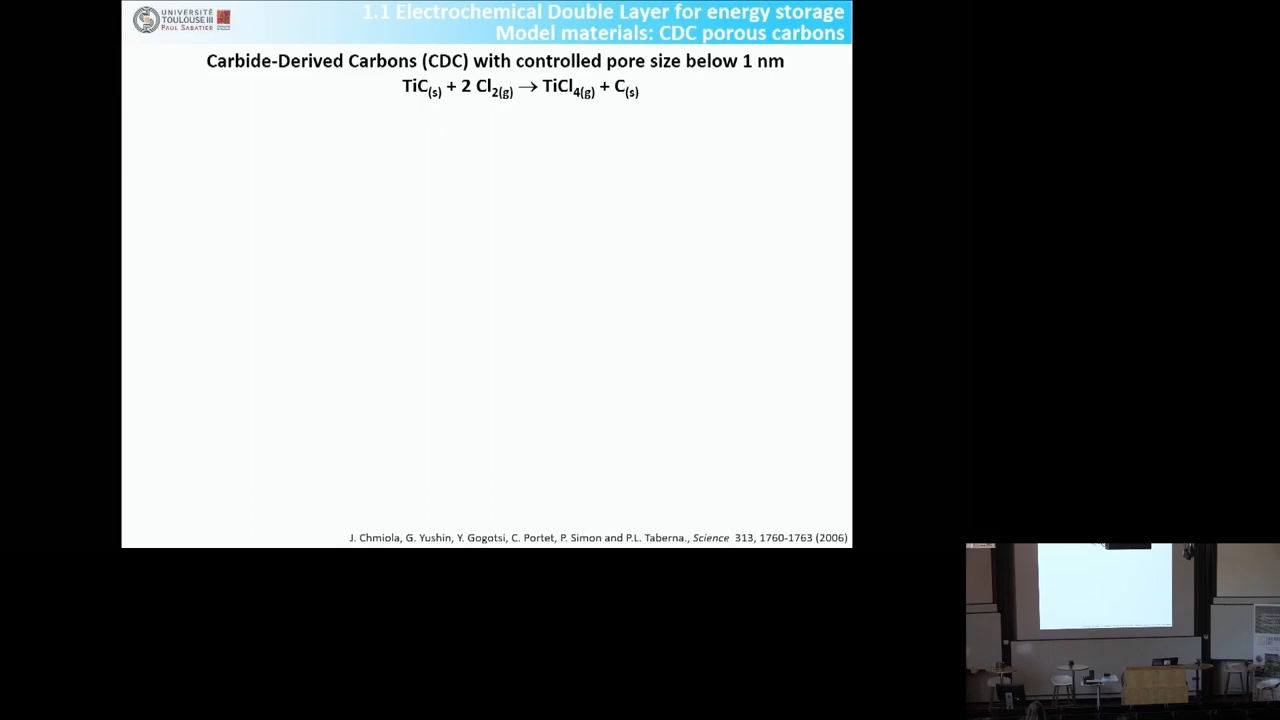 UNIVERSITÉ
TOULOUSE III
PAUL SABATIER
1.1 Electrochemical Double Layer for energy storage
Model materials: CDC porous carbons
Carbide-Derived Carbons (CDC) with controlled pore size below 1 nm
TiC(s) + 2 Cl2(g) → TiCl4(g) + C(s)
J. Chmiola, G. Yushin, Y. Gogotsi, C. Portet, P. Simon and P.L. Taberna., Science 313, 1760-1763 (2006)